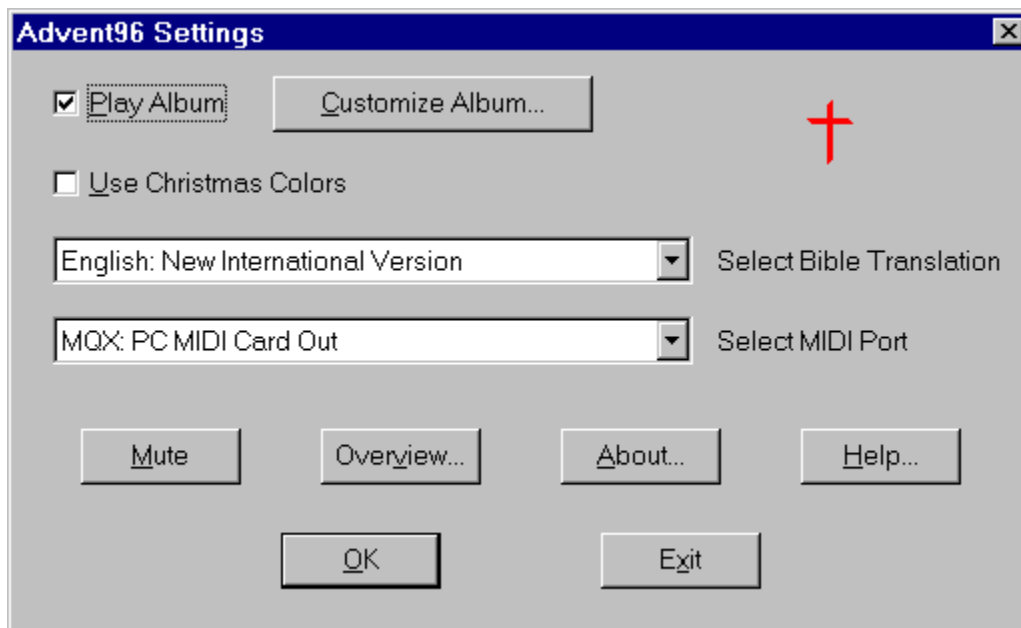 Advent96 Settings
Play Album Customize Album...
Use Christmas Colors
English: New International Version Select Bible Translation
MQX: PC MIDI Card Out Select MIDI Port
Mute Overview... About... Help...
OK Exit